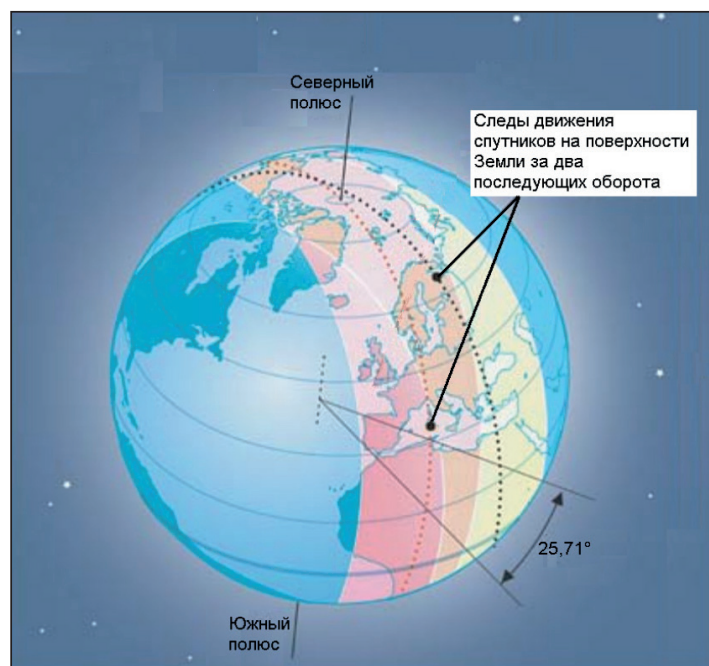 Северный
полюс
Следы движения
спутников на поверхности
Земли за два
последующих оборота
25,71°
Южный
полюс